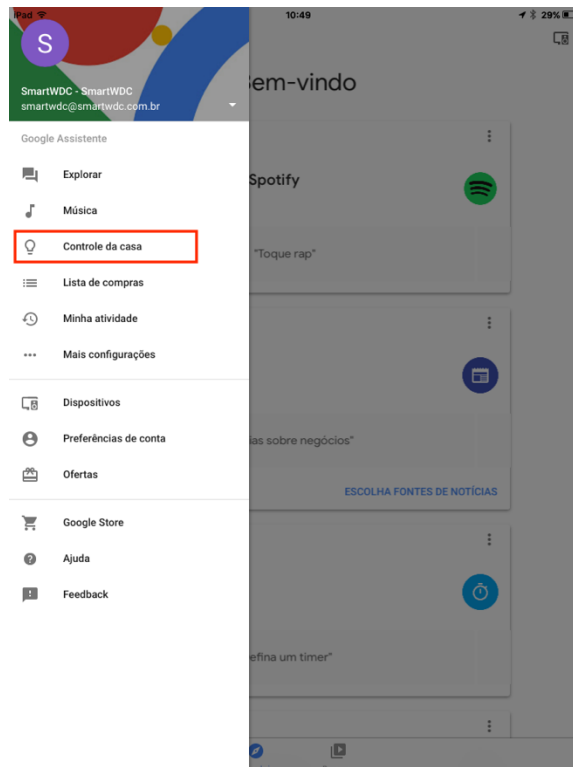 iPad
10:49
29%
S
SmartWDC - SmartWDC
smartwdc@smartwdc.com.br
Google Assistente
Explorar
Música
Controle da casa
Lista de compras
Minha atividade
Mais configurações
Dispositivos
Preferências de conta
Ofertas
Google Store
Ajuda
Feedback
Bem-vindo
Spotify
"Toque rap"
ias sobre negócios"
ESCOLHA FONTES DE NOTÍCIAS
efina um timer"